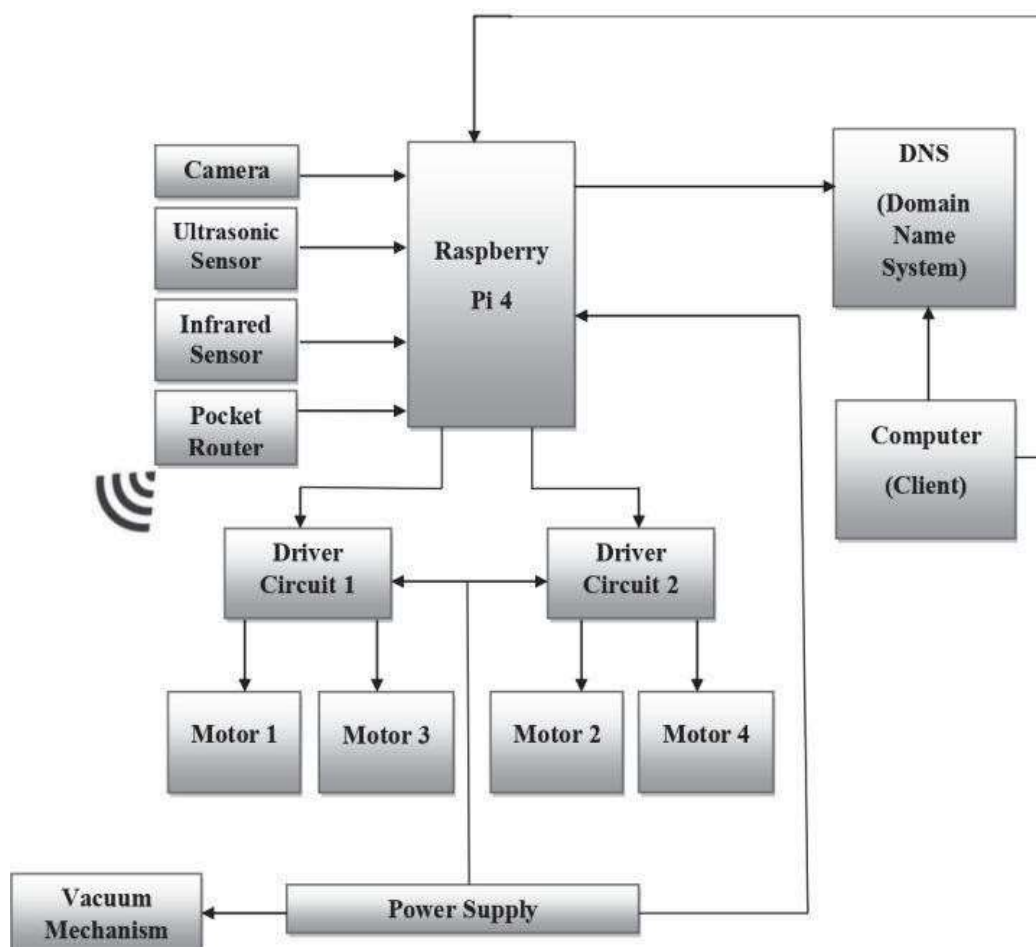 Camera
Ultrasonic
Sensor
Infrared
Sensor
Pocket
Router
Raspberry
Pi 4
DNS
(Domain
Name
System)
Computer
(Client)
Driver
Circuit 1
Driver
Circuit 2
Motor 1
Motor 3
Motor 2
Motor 4
Vacuum
Mechanism
Power Supply